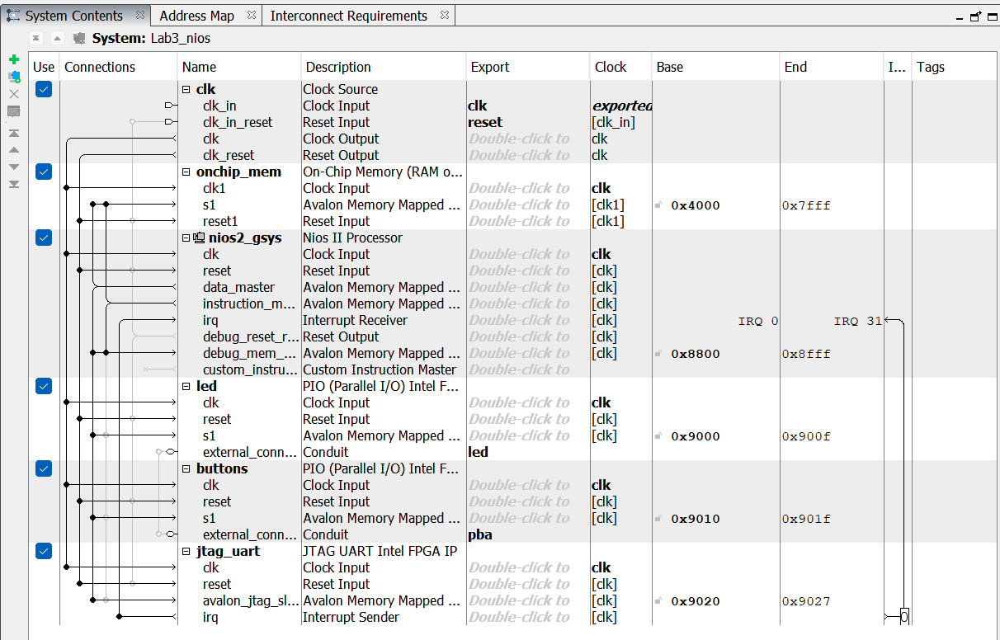 System Contents Address Map Interconnect Requirements
System: Lab3_nios
Use Connections Name Description Export Clock Base End I... Tags
clk Clock Source
clk_in Clock Input clk exported
clk_in_reset Reset Input reset [clk_in]
clk Clock Output Double-click to clk
clk_reset Reset Output Double-click to clk
onchip_mem On-Chip Memory (RAM o...
clk1 Clock Input Double-click to clk
s1 Avalon Memory Mapped ... Double-click to [clk1] 0x4000 0x7fff
reset1 Reset Input Double-click to [clk1]
nios2_gsys Nios II Processor
clk Clock Input Double-click to clk
reset Reset Input Double-click to [clk]
data_master Avalon Memory Mapped ... Double-click to [clk]
instruction_m... Avalon Memory Mapped ... Double-click to [clk]
irq Interrupt Receiver Double-click to [clk] IRQ 0 IRQ 31
debug_reset_r... Reset Output Double-click to [clk]
debug_mem_... Avalon Memory Mapped ... Double-click to [clk] 0x8800 0x8fff
custom_instru... Custom Instruction Master Double-click to
led PIO (Parallel I/O) Intel F...
clk Clock Input Double-click to clk
reset Reset Input Double-click to [clk]
s1 Avalon Memory Mapped ... Double-click to [clk] 0x9000 0x900f
external_conn... Conduit led
buttons PIO (Parallel I/O) Intel F...
clk Clock Input Double-click to clk
reset Reset Input Double-click to [clk]
s1 Avalon Memory Mapped ... Double-click to [clk] 0x9010 0x901f
external_conn... Conduit pba
jtag_uart JTAG UART Intel FPGA IP
clk Clock Input Double-click to clk
reset Reset Input Double-click to [clk]
avalon_jtag_sl... Avalon Memory Mapped ... Double-click to [clk] 0x9020 0x9027
irq Interrupt Sender Double-click to [clk] 0